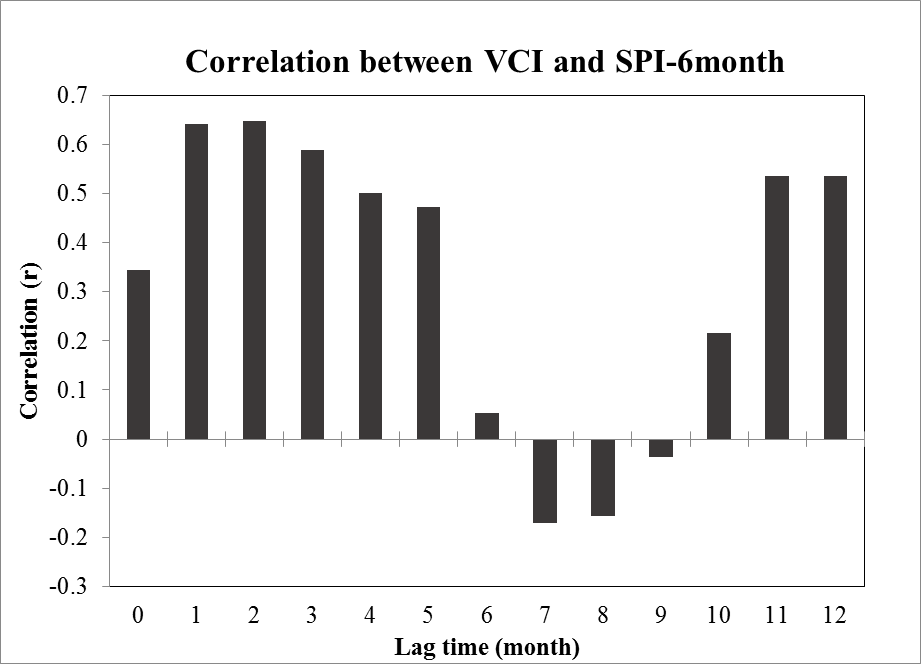 Correlation between VCI and SPI-6month
0.7
0.6
0.5
0.4
0.3
0.2
0.1
0
-0.1
-0.2
-0.3
Correlation (r)
0 1 2 3 4 5 6 7 8 9 10 11 12
Lag time (month)